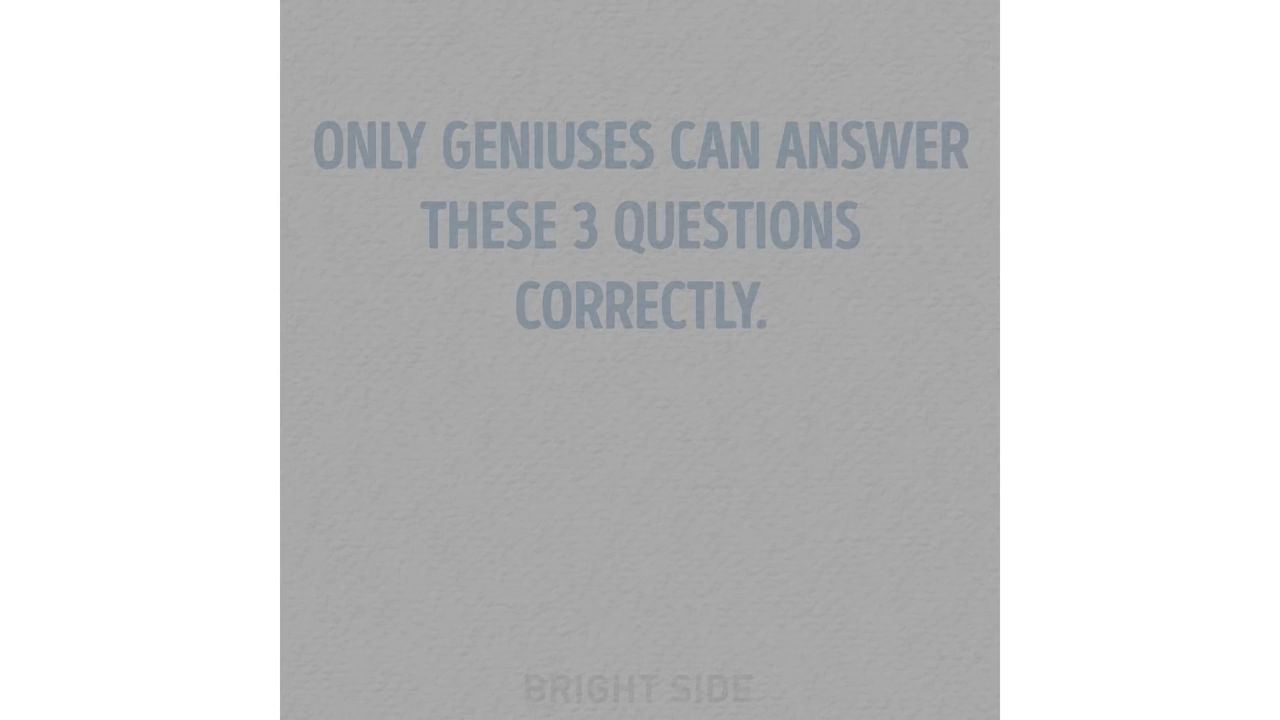 ONLY GENIUSES CAN ANSWER
THESE 3 QUESTIONS
CORRECTLY.
BRIGHT SIDE